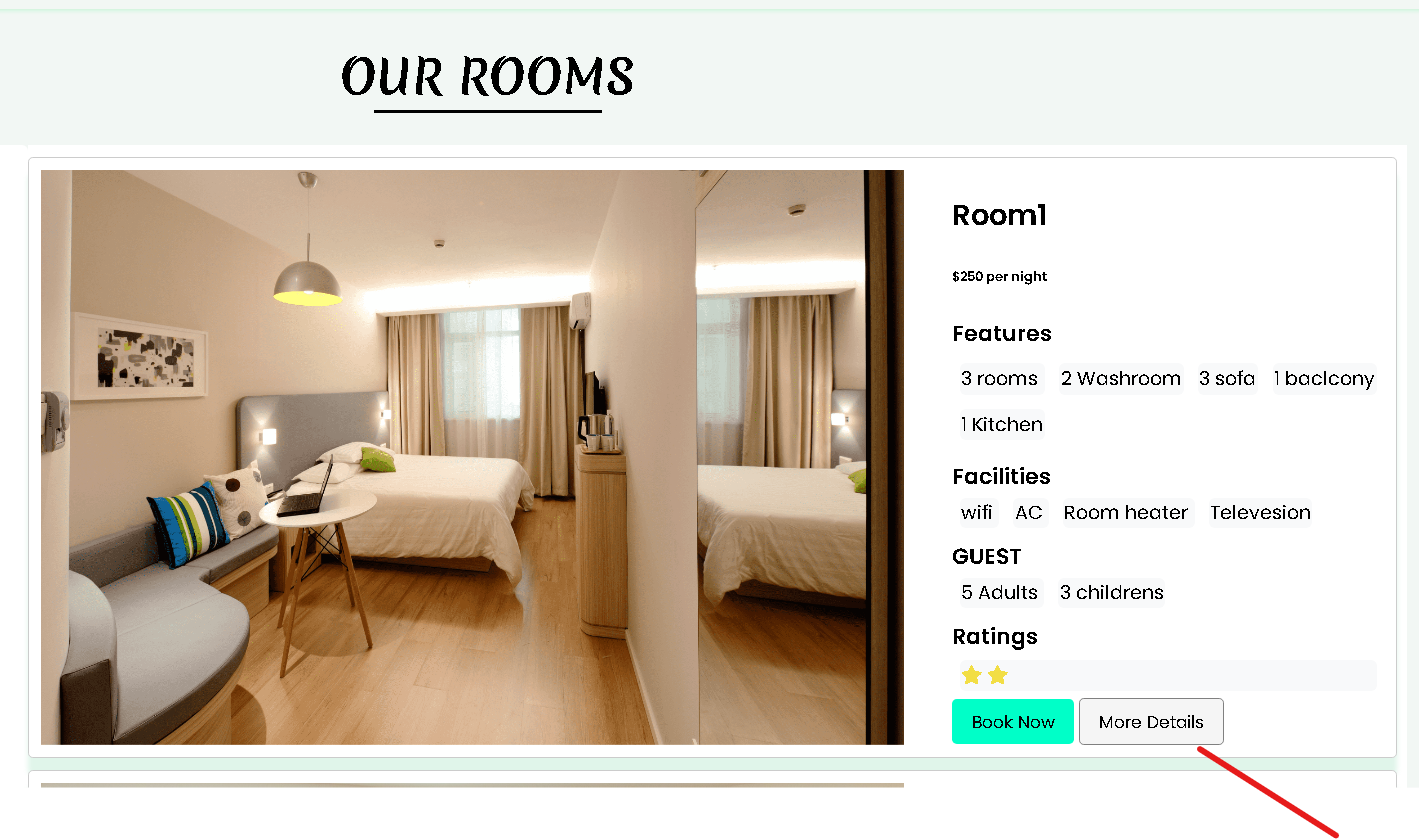 OUR ROOMS
Room1
$250 per night
Features
3 rooms 2 Washroom 3 sofa 1 baclcony
1 Kitchen
Facilities
wifi AC Room heater Televesion
GUEST
5 Adults 3 childrens
Ratings
Book Now More Details